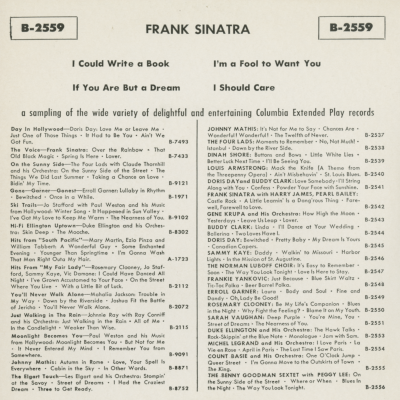 B-2559 FRANK SINATRA B-2559
I Could Write a Book I'm a Fool to Want You
If You Are But a Dream I Should Care
a sampling of the wide variety of delightful and entertaining Columbia Extended Play records
Day In Hollywood—Doris Day: Love Me or Leave Me •
Just One of Those Things • It Had to Be You • Ain't We
Got Fun. B-7493
The Voice—Frank Sinatra: Over the Rainbow • That
Old Black Magic • Spring Is Here • Lover. B-7433
On the Sunny Side—The Four Lads with Claude Thornhill
and his Orchestra: On the Sunny Side of the Street • The
Things We Did Last Summer • Taking a Chance on Love •
Bidin' My Time. B-9121
Gone—Garner—Gonest—Erroll Garner: Lullaby in Rhythm
• Bewitched • Once in a While. B-1971
Ski Trails—Jo Stafford with Paul Weston and his Music
from Hollywood: Winter Song • It Happened in Sun Valley •
I've Got My Love to Keep Me Warm • The Nearness of You. B-9102
Hi-Fi Ellington Uptown—Duke Ellington and his Orches-
tra: Skin Deep • The Mooche. B-8302
Hits from "South Pacific"—Mary Martin, Ezio Pinza and
William Tabbert: A Wonderful Guy • Some Enchanted
Evening • Younger Than Springtime • I'm Gonna Wash
That Man Right Outa My Hair. A-1723
Hits from "My Fair Lady"—Rosemary Clooney, Jo Staf-
ford, Sammy Kaye, Vic Damone: I Could Have Danced All
Night • I've Grown Accustomed to Your Face • On the Street
Where You Live • With a Little Bit of Luck. B-2112
You'll Never Walk Alone—Mahalia Jackson: Trouble in
My Way • Down by the Riverside • Joshua Fit the Battle
of Jericho • You'll Never Walk Alone. B-2072
Just Walking in the Rain—Johnnie Ray with Ray Conniff
and his Orchestra: Just Walking in the Rain • All of Me •
In the Candlelight • Weaker Than Wise. B-2115
Moonlight Becomes You—Paul Weston and his Music
from Hollywood: Moonlight Becomes You • But Not for Me
• It Never Entered My Mind • I Remember You from
Somewhere. B-9091
Johnny Mathis: Autumn in Rome • Love, Your Spell Is
Everywhere • Cabin in the Sky • In Other Words. B-8871
The Elgart Touch—Les Elgart and his Orchestra: Stompin'
at the Savoy • Street of Dreams • I Had the Craziest
Dream • Three to Get Ready. B-8752
JOHNNY MATHIS: It's Not for Me to Say • Chances Are •
Wonderful! Wonderful! • The Twelfth of Never. B-2537
THE FOUR LADS: Moments to Remember • No, Not Much! •
Istanbul • Down by the River Side. B-2538
DINAH SHORE: Buttons and Bows • Little White Lies •
Better Luck Next Time • I'll Be Seeing You. B-2539
LOUIS ARMSTRONG: Mack the Knife (A Theme from
the Threepenny Opera) • Ain't Misbehavin' • St. Louis Blues. B-2540
DORIS DAY and BUDDY CLARK: Love Somebody • I'll String
Along with You • Confess • Powder Your Face with Sunshine. B-2541
FRANK SINATRA with HARRY JAMES, PEARL BAILEY:
Castle Rock • A Little Learnin' Is a Dang'rous Thing • Fare-
well, Farewell to Love. B-2542
GENE KRUPA and His Orchestra: How High the Moon •
Yesterdays • Leave Us Leap • Lover. B-2543
BUDDY CLARK: Linda • I'll Dance at Your Wedding •
Ballerina • Two Loves Have I. B-2544
DORIS DAY: Bewitched • Pretty Baby • My Dream Is Yours
• Canadian Capers. B-2545
SAMMY KAYE: Daddy • Walkin' to Missouri • Harbor
Lights • In the Mission of St. Augustine. B-2546
THE NORMAN LUBOFF CHOIR: It's Easy to Remember •
Soon • The Way You Look Tonight • Love Is Here to Stay. B-2547
FRANKIE YANKOVIC: Just Because • Blue Skirt Waltz •
Tic-Toc Polka • Beer Barrel Polka. B-2548
ERROLL GARNER: Laura • Body and Soul • Fine and
Dandy • Oh, Lady Be Good! B-2549
ROSEMARY CLOONEY: Be My Life's Companion • Blues
in the Night • Why Fight the Feeling? • Blame It on My Youth. B-2550
SARAH VAUGHAN: Deep Purple • You're Mine, You •
Street of Dreams • The Nearness of You. B-2551
DUKE ELLINGTON and His Orchestra: The Hawk Talks •
Rock-Skippin' at the Blue Note • Vagabonds • Jam with Sam. B-2553
MICHEL LEGRAND and His Orchestra: I Love Paris • La
Vie en Rose • April in Paris • The Last Time I Saw Paris. B-2554
COUNT BASIE and His Orchestra: One O'Clock Jump •
Queer Street • I'm Gonna Move to the Outskirts of Town •
The King. B-2555
THE BENNY GOODMAN SEXTET with PEGGY LEE: On
the Sunny Side of the Street • Where or When • Blues In
the Night • The Way You Look Tonight. B-2556